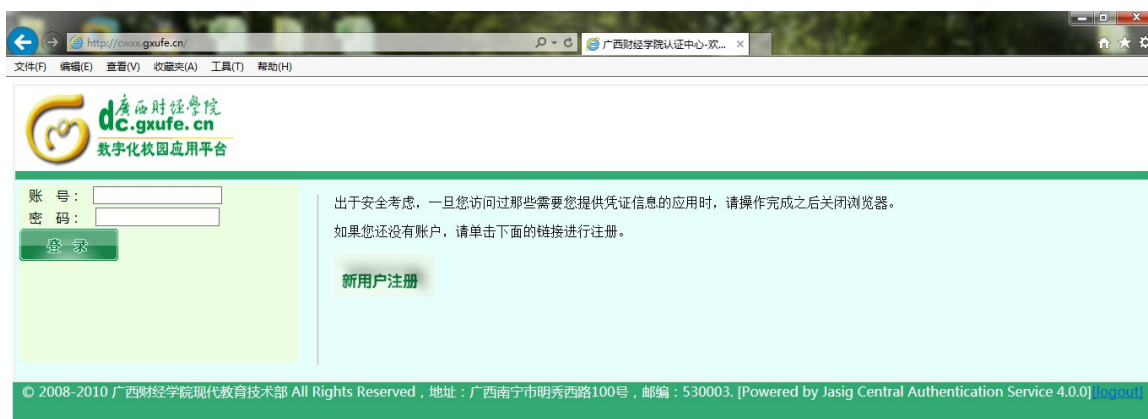 http://cwxx.gxufe.cn/
广西财经学院认证中心-欢...
文件(F) 编辑(E) 查看(V) 收藏夹(A) 工具(T) 帮助(H)
廣西財经學院
dc.gxufe.cn
数字化校园应用平台
账 号：
密 码：
登 录
出于安全考虑，一旦您访问过那些需要您提供凭证信息的应用时，请操作完成之后关闭浏览器。
如果您还没有账户，请单击下面的链接进行注册。
新用户注册
© 2008-2010 广西财经学院现代教育技术部 All Rights Reserved，地址：广西南宁市明秀西路100号，邮编：530003. [Powered by Jasig Central Authentication Service 4.0.0][logout]